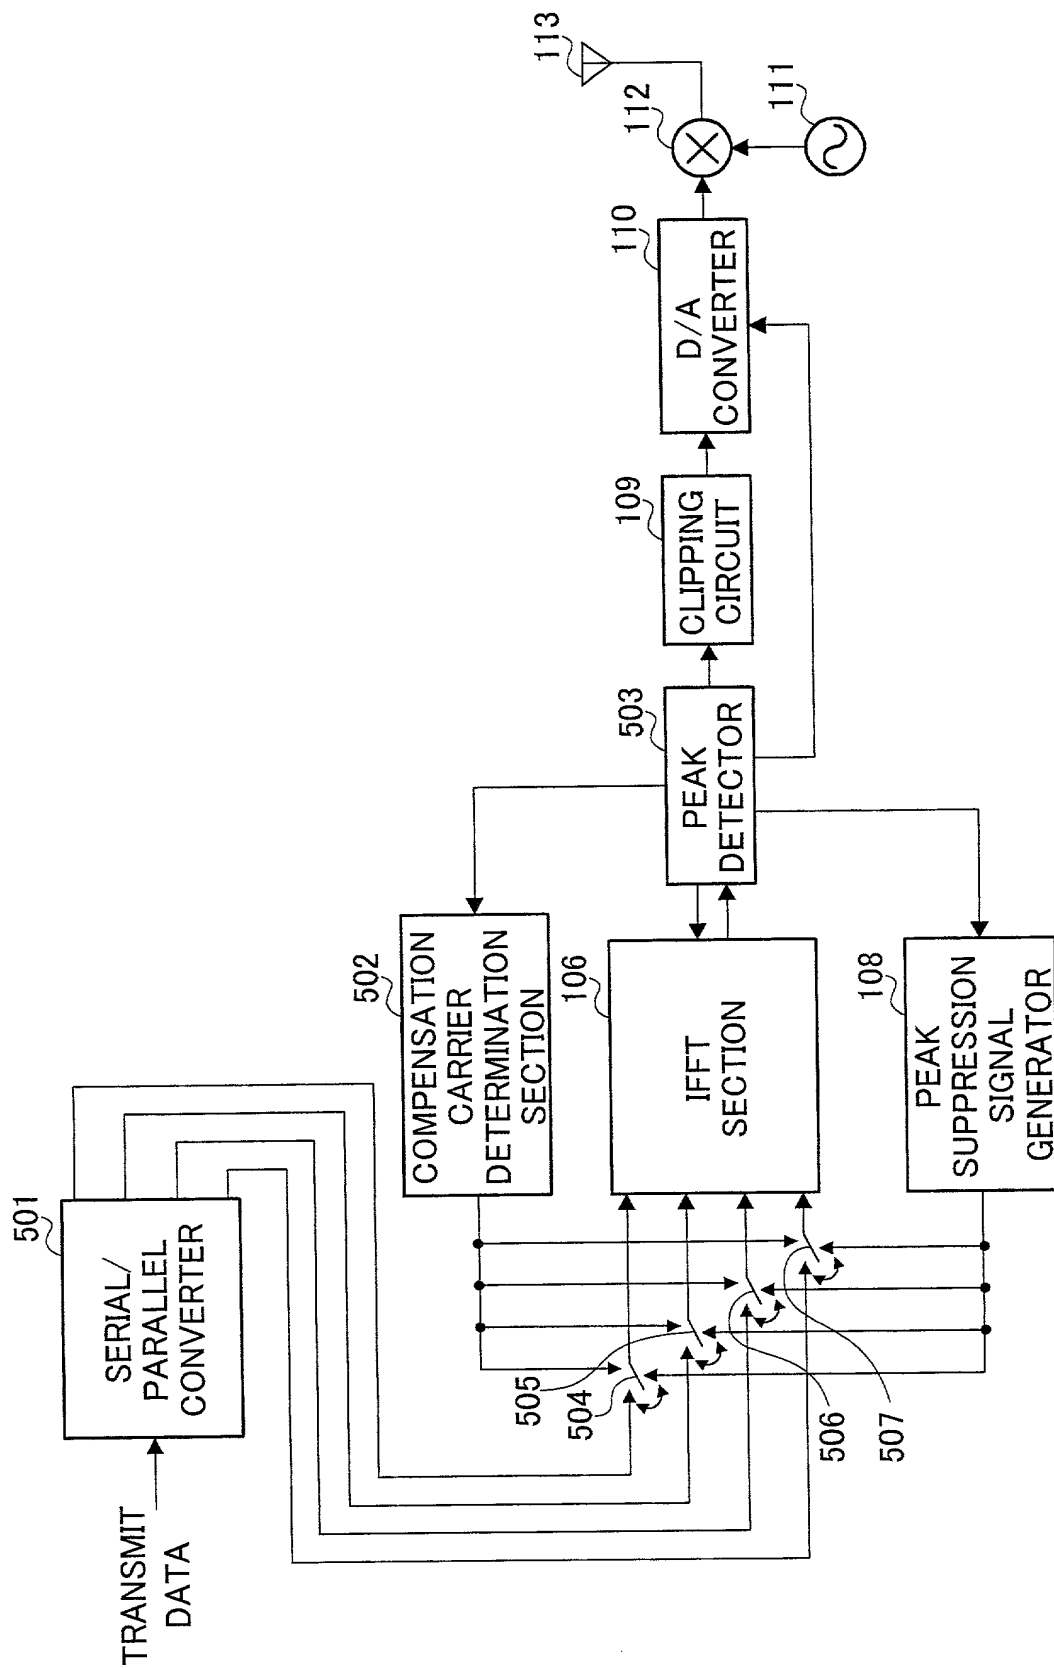 TRANSMIT
DATA
501
SERIAL/
PARALLEL
CONVERTER
502
COMPENSATION
CARRIER
DETERMINATION
SECTION
504
505
506
507
106
IFFT
SECTION
108
PEAK
SUPPRESSION
SIGNAL
GENERATOR
503
PEAK
DETECTOR
109
CLIPPING
CIRCUIT
110
D/A
CONVERTER
112
111
113